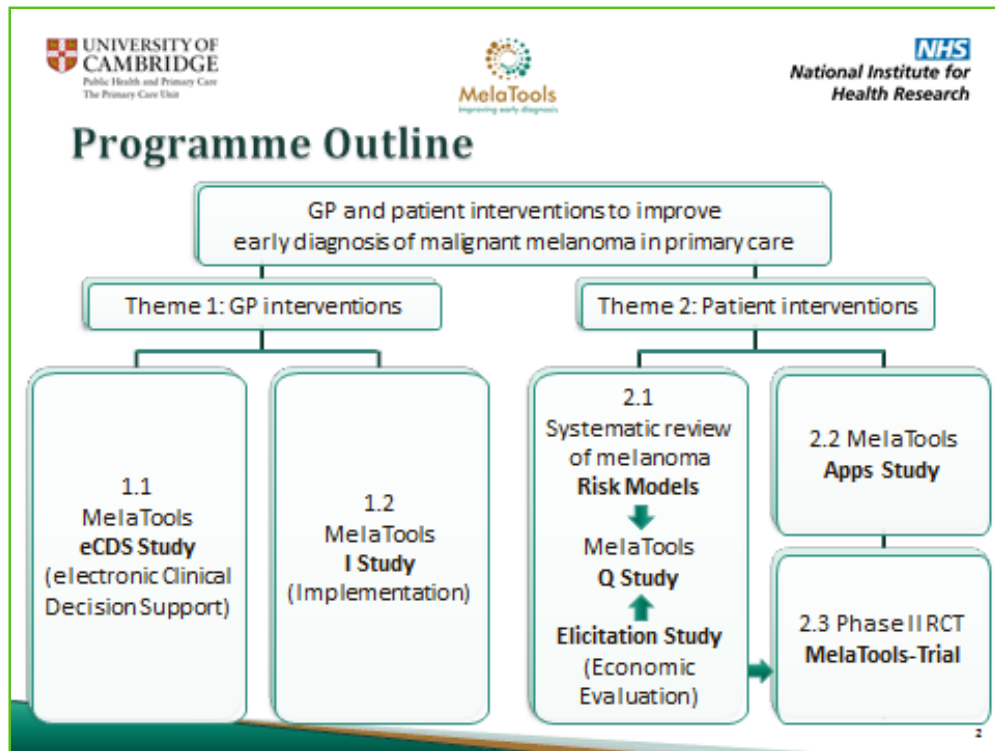 UNIVERSITY OF
CAMBRIDGE
Public Health and Primary Care
The Primary Care Unit
MelaTools
improving early diagnosis
NHS
National Institute for
Health Research
Programme Outline
GP and patient interventions to improve
early diagnosis of malignant melanoma in primary care
Theme 1: GP interventions
Theme 2: Patient interventions
1.1
MelaTools
eCDS Study
(electronic Clinical
Decision Support)
1.2
MelaTools
I Study
(Implementation)
2.1
Systematic review
of melanoma
Risk Models
MelaTools
Q Study
Elicitation Study
(Economic
Evaluation)
2.2 MelaTools
Apps Study
2.3 Phase II RCT
MelaTools-Trial
2